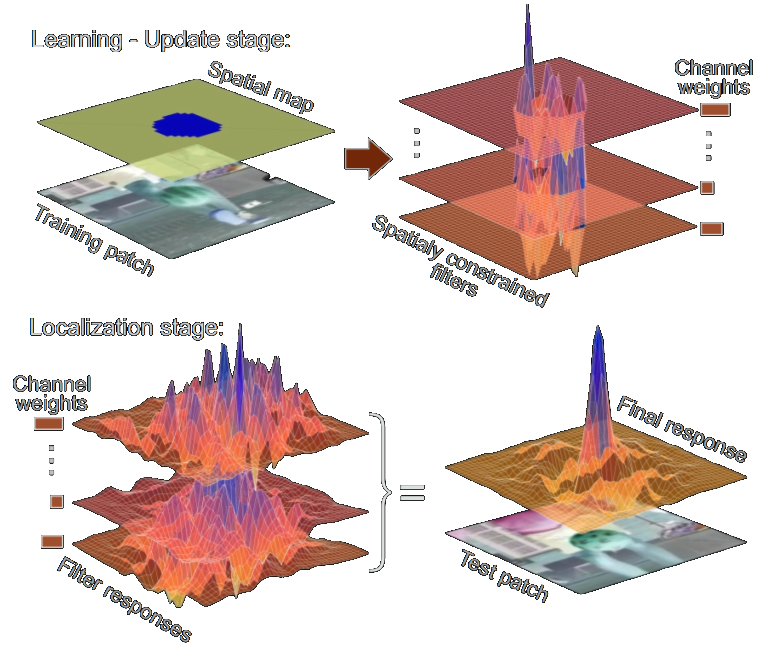 Learning - Update stage:
Spatial map
Training patch
Channel
weights
Spatialy constrained
filters
Localization stage:
Channel
weights
Filter responses
=
Final response
Test patch